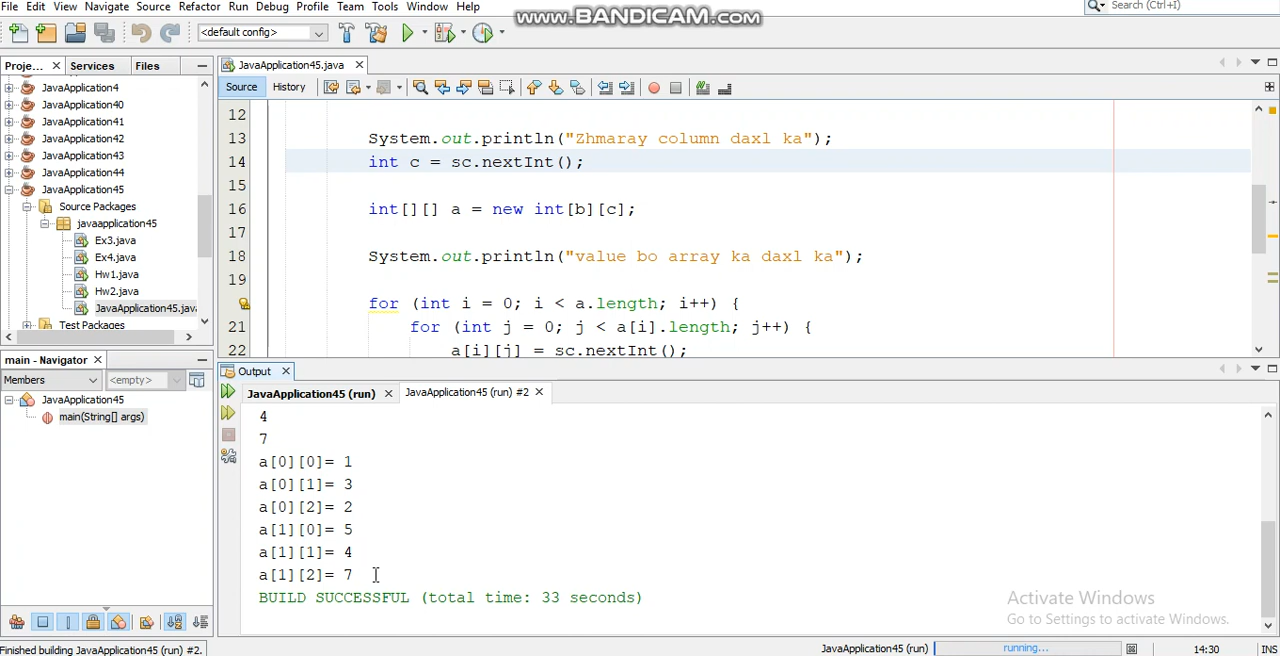 File Edit View Navigate Source Refactor Run Debug Profile Team Tools Window Help
www.BANDICAM.com
Search (Ctrl+I)
<default config>
Proje...
Services
Files
JavaApplication4
JavaApplication40
JavaApplication41
JavaApplication42
JavaApplication43
JavaApplication44
JavaApplication45
Source Packages
javaapplication45
Ex3.java
Ex4.java
Hw1.java
Hw2.java
JavaApplication45.java
Test Packages
main - Navigator
Members
<empty>
JavaApplication45
main(String[] args)
JavaApplication45.java
Source History
12
13 System.out.println("Zhmaray column daxl ka");
14 int c = sc.nextInt();
15
16 int[][] a = new int[b][c];
17
18 System.out.println("value bo array ka daxl ka");
19
for (int i = 0; i < a.length; i++) {
21 for (int j = 0; j < a[i].length; j++) {
22 a[i][j] = sc.nextInt();
Output
JavaApplication45 (run)
JavaApplication45 (run) #2
4
7
a[0][0]= 1
a[0][1]= 3
a[0][2]= 2
a[1][0]= 5
a[1][1]= 4
a[1][2]= 7
BUILD SUCCESSFUL (total time: 33 seconds)
Activate Windows
Go to Settings to activate Windows.
Finished building JavaApplication45 (run) #2.
JavaApplication45 (run)
running...
14:30
INS